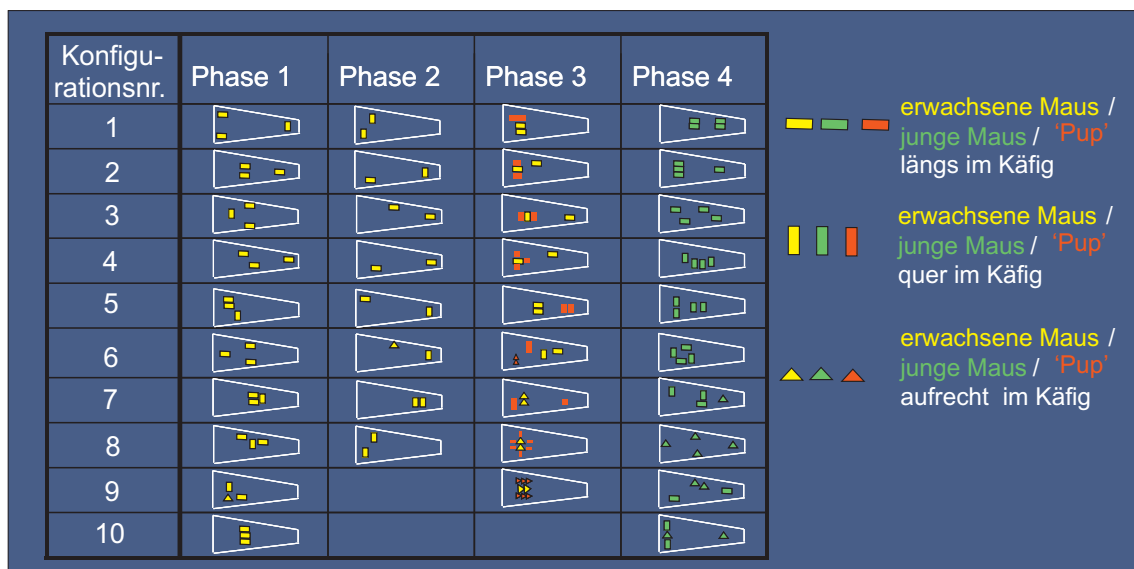 Konfigu-
rationsnr.
Phase 1
Phase 2
Phase 3
Phase 4
1
2
3
4
5
6
7
8
9
10
erwachsene Maus /
junge Maus / ‘Pup’
längs im Käfig
erwachsene Maus /
junge Maus / ‘Pup’
quer im Käfig
erwachsene Maus /
junge Maus / ‘Pup’
aufrecht im Käfig